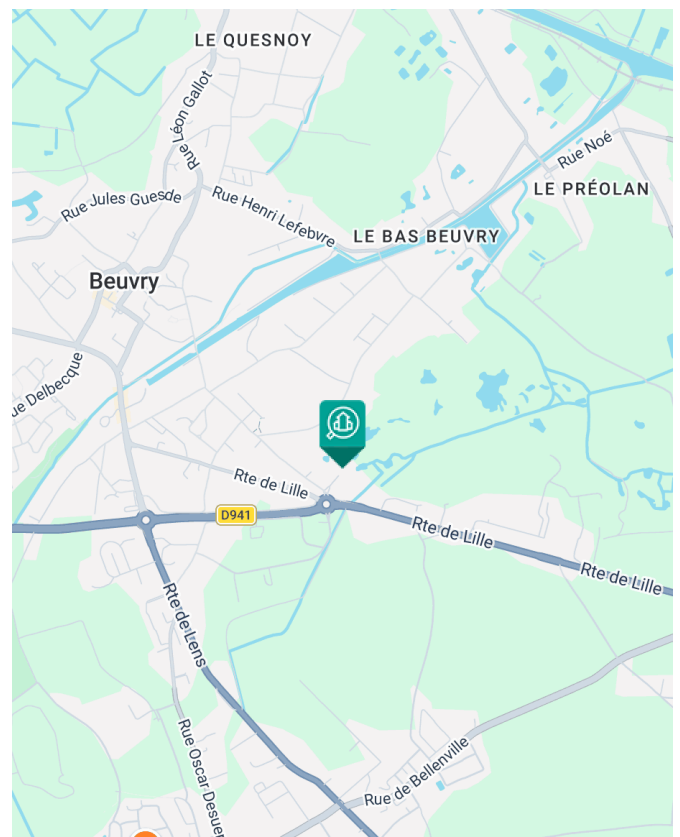 LE QUESNOY
Rue Léon Gallot
Rue Noé
Rue Jules Guesde
Rue Henri Lefebvre
LE PRÉOLAN
LE BAS BEUVRY
Beuvry
ue Delbecque
Rte de Lille
D941
Rte de Lille
Rte de Lille
Rte de Lens
Rue Oscar Desuer
Rue de Bellenville